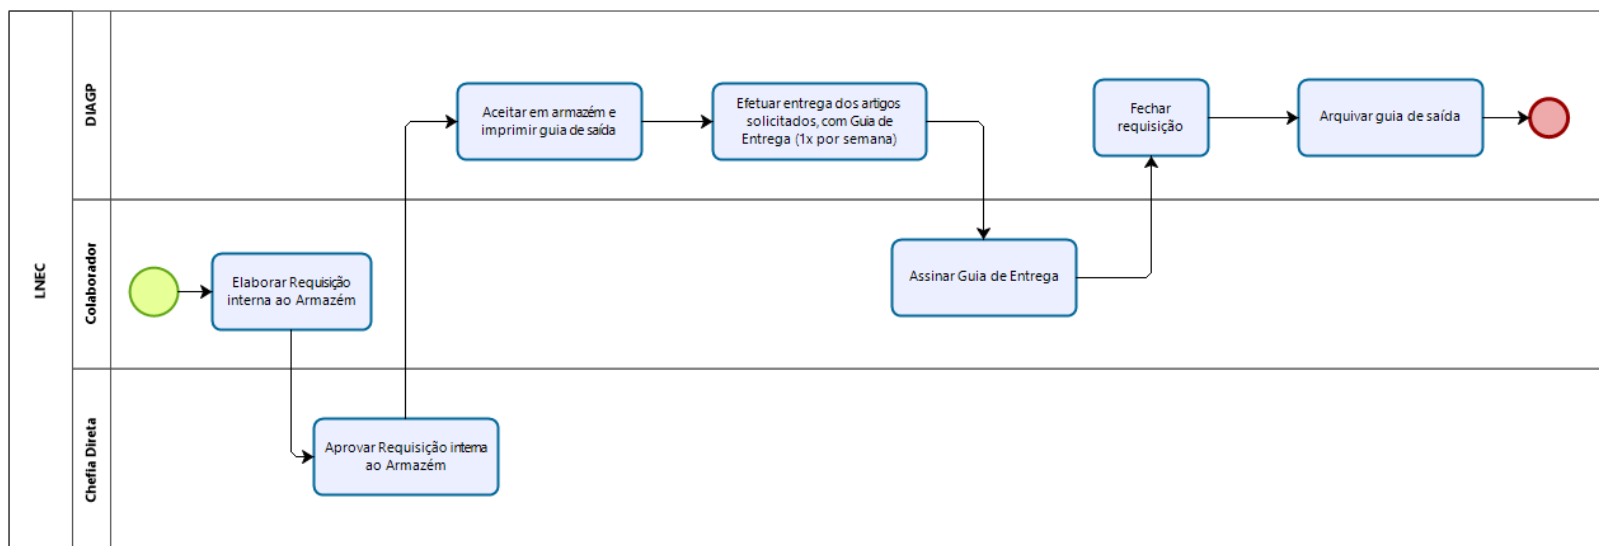 LNEC
DIAGP
Aceitar em armazém e
imprimir guia de saída
Efetuar entrega dos artigos
solicitados, com Guia de
Entrega (1x por semana)
Fechar
requisição
Arquivar guia de saída
Colaborador
Elaborar Requisição
interna ao Armazém
Assinar Guia de Entrega
Chefia Direta
Aprovar Requisição interna
ao Armazém